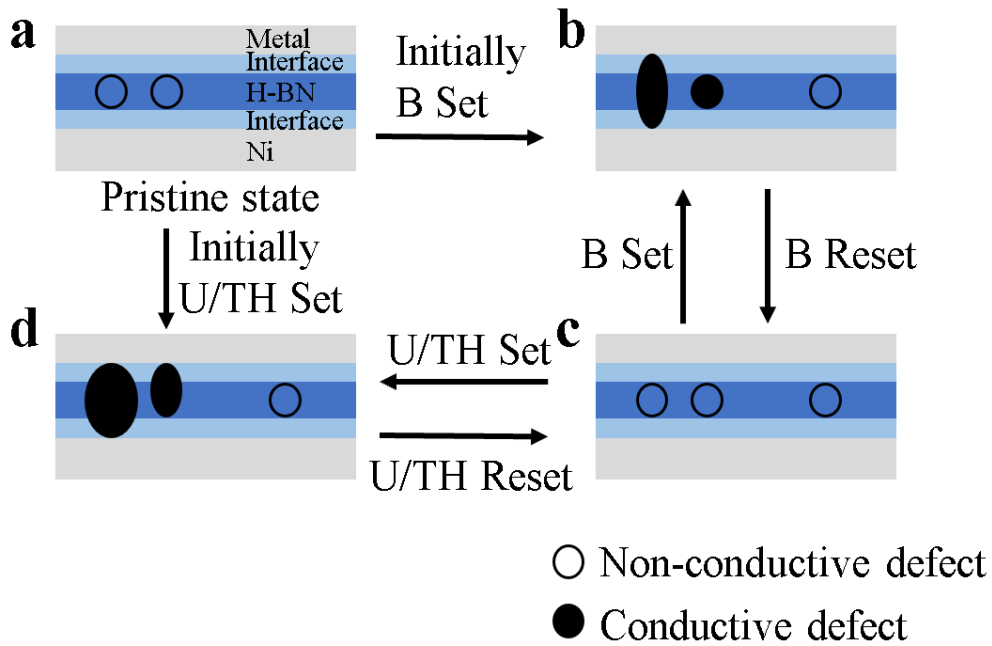 a
Metal
Interface
H-BN
Interface
Ni
Pristine state
Initially
B Set
b
B Set
B Reset
Initially
U/TH Set
d
U/TH Set
U/TH Reset
c
Non-conductive defect
Conductive defect